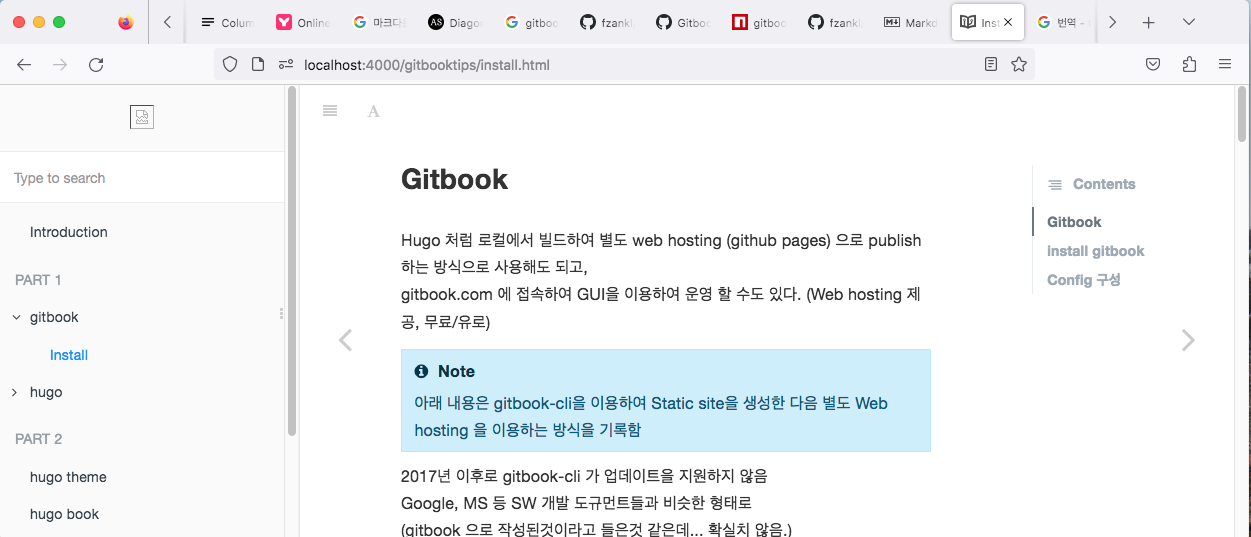 Colum
Online
마크다
AS
Diagor
gitboo
fzankl
Gitbo
gitboo
fzankl
Markd
Inst
번역 -
localhost:4000/gitbooktips/install.html
A
Type to search
Introduction
PART 1
gitbook
Install
hugo
PART 2
hugo theme
hugo book
Gitbook
Hugo 처럼 로컬에서 빌드하여 별도 web hosting (github pages) 으로 publish
하는 방식으로 사용해도 되고,
gitbook.com 에 접속하여 GUI을 이용하여 운영 할 수도 있다. (Web hosting 제
공, 무료/유로)
Note
아래 내용은 gitbook-cli을 이용하여 Static site을 생성한 다음 별도 Web
hosting 을 이용하는 방식을 기록함
2017년 이후로 gitbook-cli 가 업데이트을 지원하지 않음
Google, MS 등 SW 개발 도규먼트들과 비슷한 형태로
(gitbook 으로 작성된것이라고 들은것 같은데... 확실치 않음.)
Contents
Gitbook
install gitbook
Config 구성